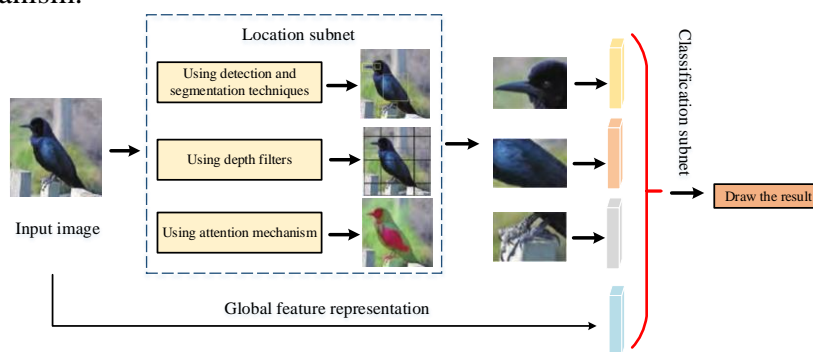 Location subnet
Using detection and
segmentation techniques
Using depth filters
Using attention mechanism
Input image
Global feature representation
Classification subnet
Draw the result